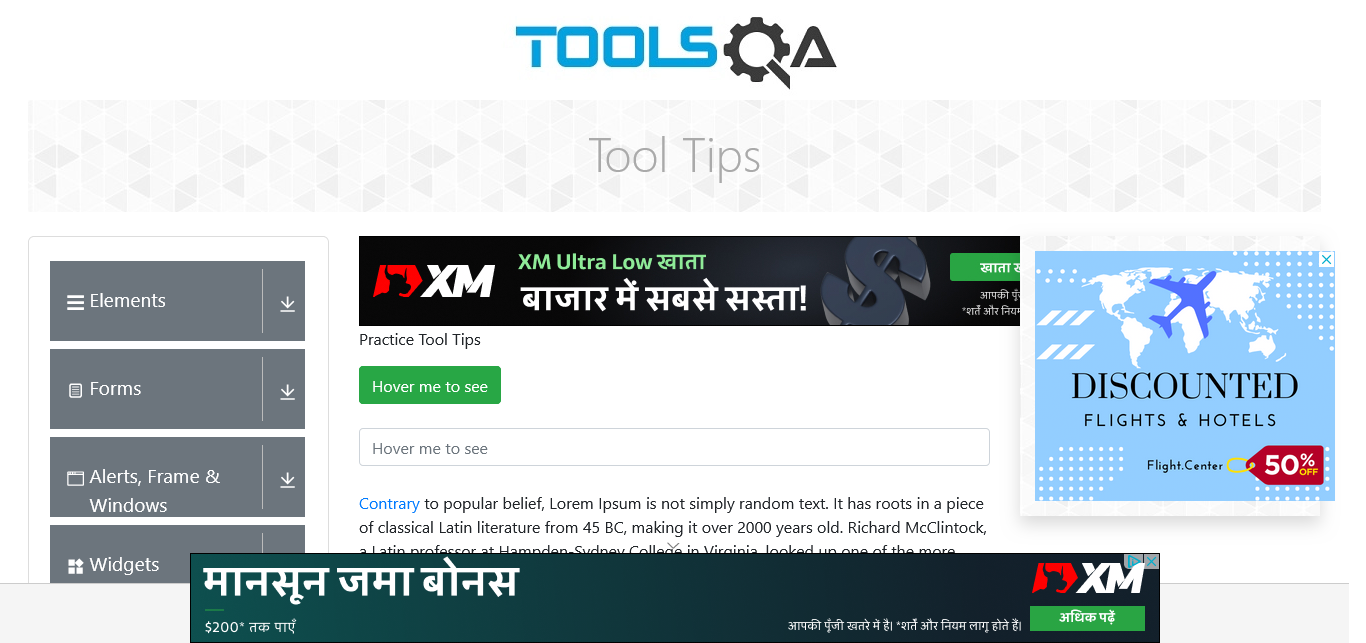 TOOLSQA
Tool Tips
Elements
Forms
Alerts, Frame &
Windows
Widgets
XM
XM Ultra Low खाता
बाजार में सबसे सस्ता!
खाता
आपकी
*शर्तें और नियम
Practice Tool Tips
Hover me to see
Hover me to see
Contrary to popular belief, Lorem Ipsum is not simply random text. It has roots in a piece
of classical Latin literature from 45 BC, making it over 2000 years old. Richard McClintock,
a Latin professor at Hampden-Sydney College in Virginia, looked up one of the more
DISCOUNTED
FLIGHTS & HOTELS
Flight.Center
50% OFF
मानसून जमा बोनस
$200* तक पाएँ
आपकी पूँजी खतरे में है। *शर्तें और नियम लागू होते हैं।
XM
अधिक पढ़ें